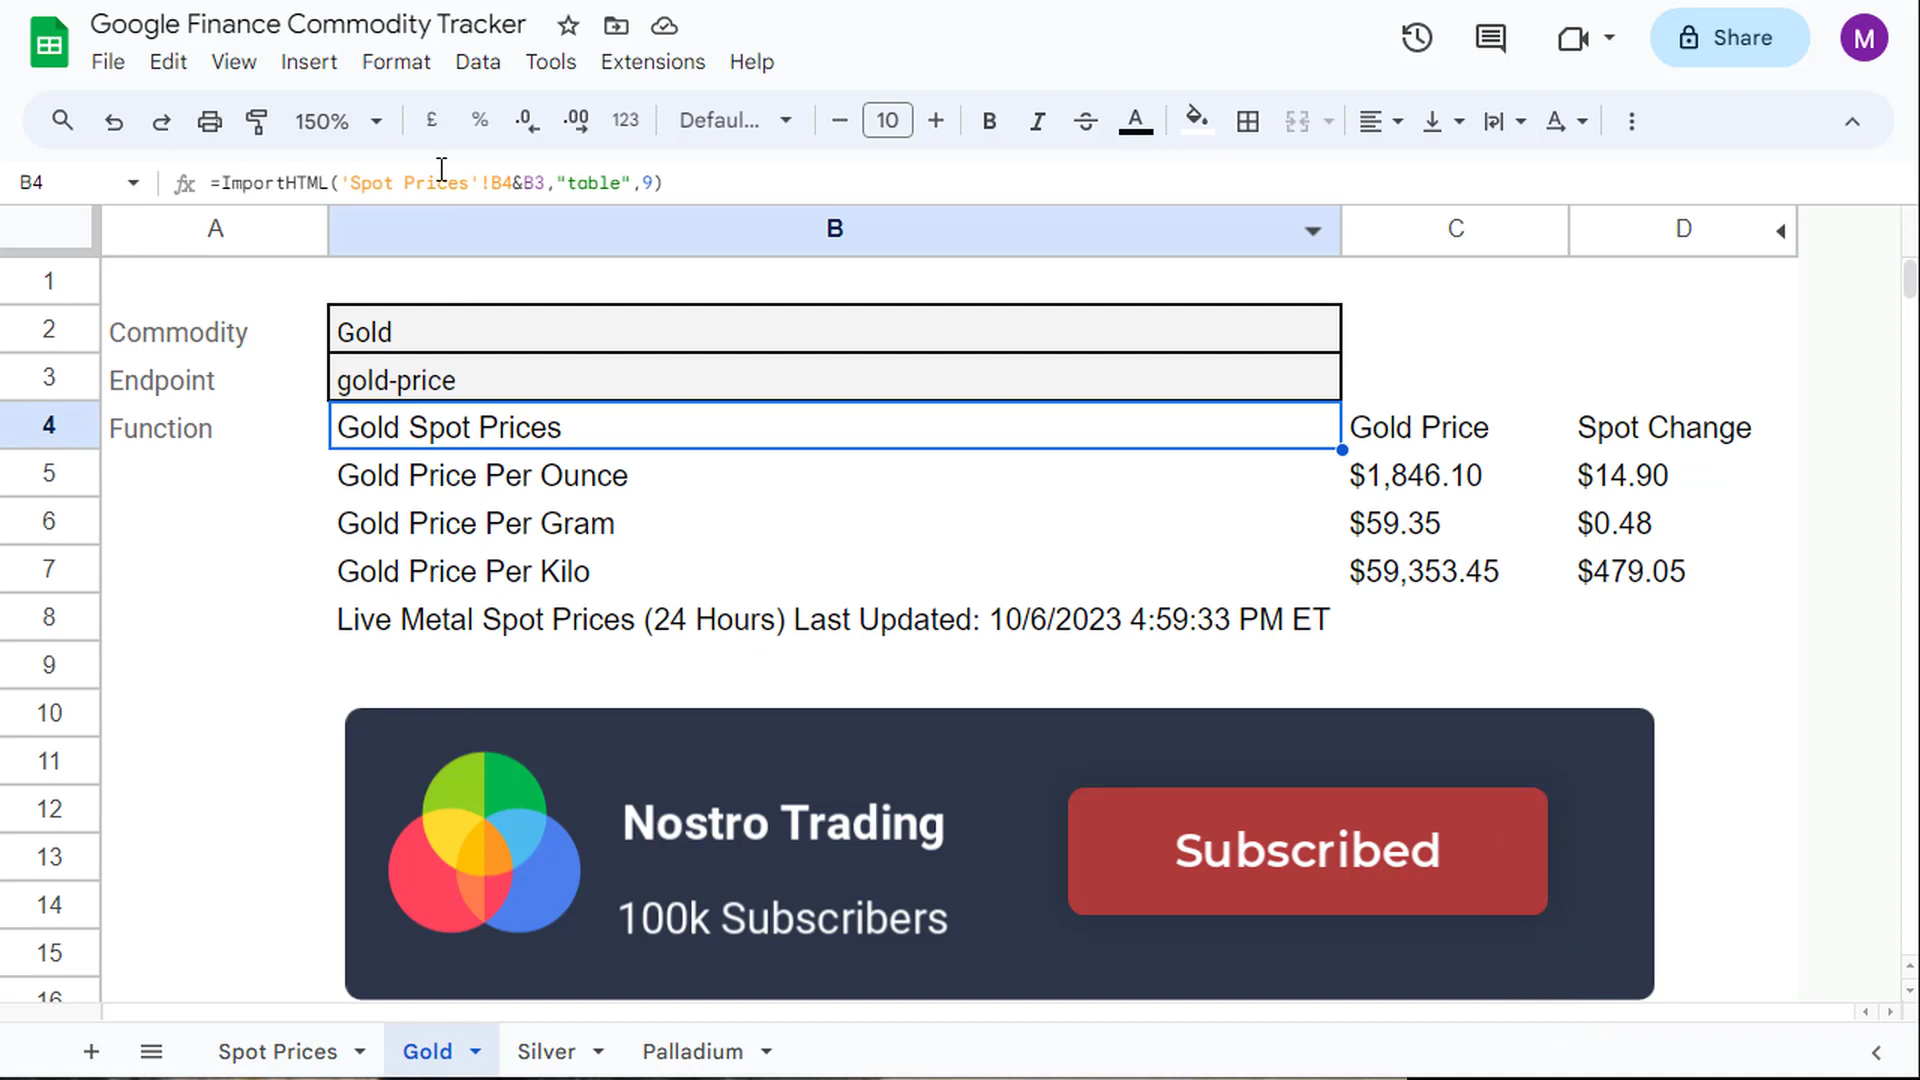 Google Finance Commodity Tracker
File Edit View Insert Format Data Tools Extensions Help
Share
M
150% £ % .0 .00 123 Defaul... 10 B I S A A
B4 fx =ImportHTML('Spot Prices'!B4&B3,"table",9)
A B C D
1
2 Commodity Gold
3 Endpoint gold-price
4 Function Gold Spot Prices Gold Price Spot Change
5 Gold Price Per Ounce $1,846.10 $14.90
6 Gold Price Per Gram $59.35 $0.48
7 Gold Price Per Kilo $59,353.45 $479.05
8 Live Metal Spot Prices (24 Hours) Last Updated: 10/6/2023 4:59:33 PM ET
9
10
11
12 Nostro Trading
13 Subscribed
14 100k Subscribers
15
16
Spot Prices Gold Silver Palladium